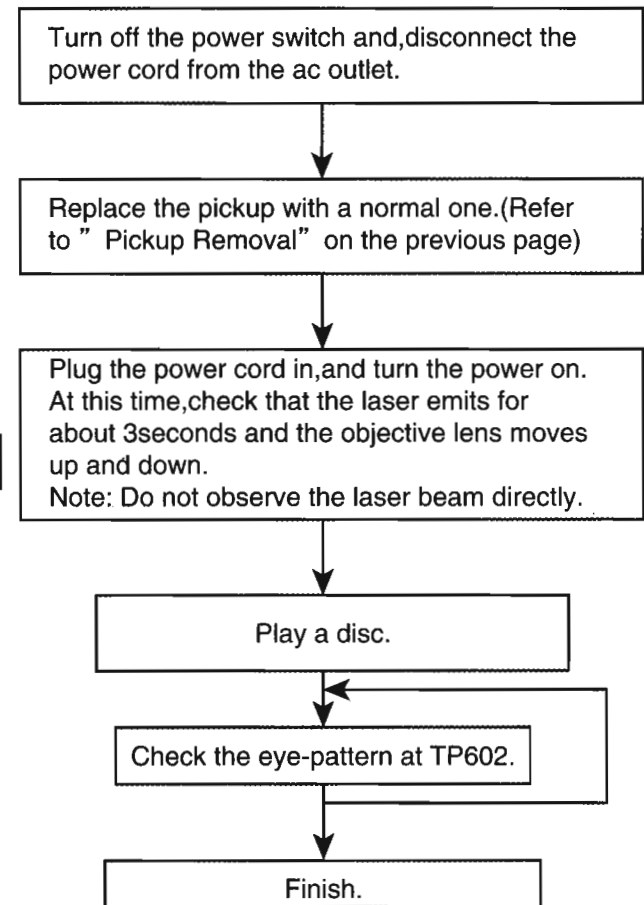 Turn off the power switch and,disconnect the
power cord from the ac outlet.
Replace the pickup with a normal one.(Refer
to ” Pickup Removal” on the previous page)
Plug the power cord in,and turn the power on.
At this time,check that the laser emits for
about 3seconds and the objective lens moves
up and down.
Note: Do not observe the laser beam directly.
Play a disc.
Check the eye-pattern at TP602.
Finish.